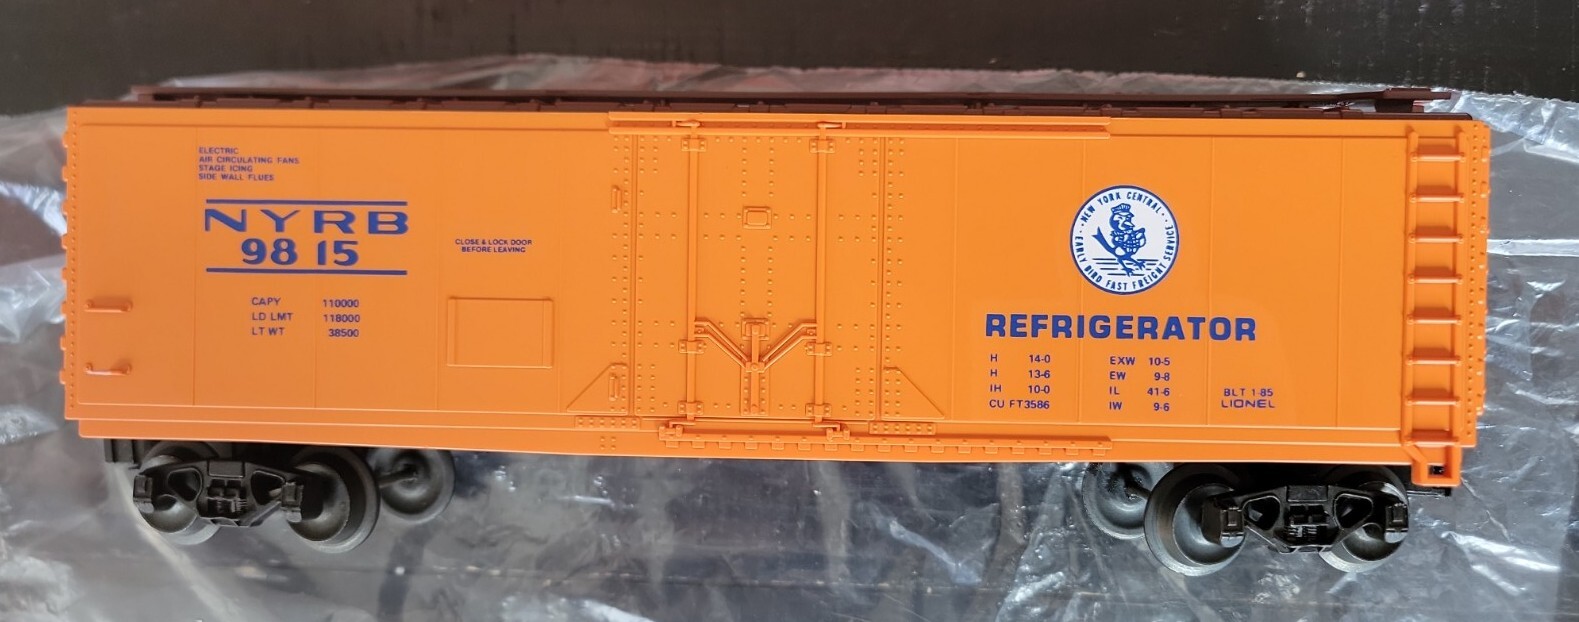 ELECTRIC
AIR CIRCULATING FANS
STAGE ICING
SIDE WALL FLUES
NYRB
9815
CLOSE & LOCK DOOR
BEFORE LEAVING
CAPY 110000
LD LMT 118000
LT WT 38500
NEW YORK CENTRAL
EARLY BIRD FAST FREIGHT SERVICE
REFRIGERATOR
H 14-0 EXW 10-5
H 13-6 EW 9-8
IH 10-0 IL 41-6
CU FT3586 IW 9-6
BLT 1-85
LIONEL